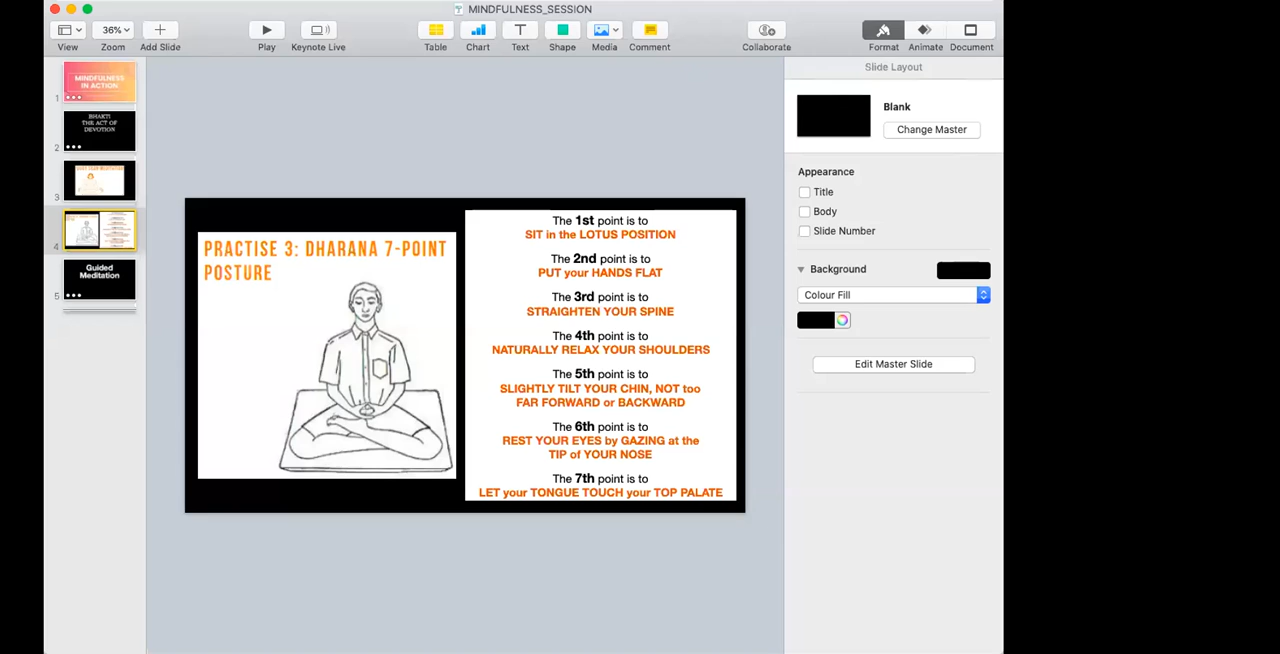 MINDFULNESS_SESSION
36%
View
Zoom
Add Slide
Play
Keynote Live
Table
Chart
Text
Shape
Media
Comment
Collaborate
Format
Animate
Document
1
MINDFULNESS
IN ACTION
2
BHAKTI
THE ACT OF
DEVOTION
3
4
5
Guided
Meditation
PRACTISE 3: DHARANA 7-POINT
POSTURE
The 1st point is to
SIT in the LOTUS POSITION
The 2nd point is to
PUT your HANDS FLAT
The 3rd point is to
STRAIGHTEN YOUR SPINE
The 4th point is to
NATURALLY RELAX YOUR SHOULDERS
The 5th point is to
SLIGHTLY TILT YOUR CHIN, NOT too
FAR FORWARD or BACKWARD
The 6th point is to
REST YOUR EYES by GAZING at the
TIP of YOUR NOSE
The 7th point is to
LET your TONGUE TOUCH your TOP PALATE
Slide Layout
Blank
Change Master
Appearance
Title
Body
Slide Number
Background
Colour Fill
Edit Master Slide